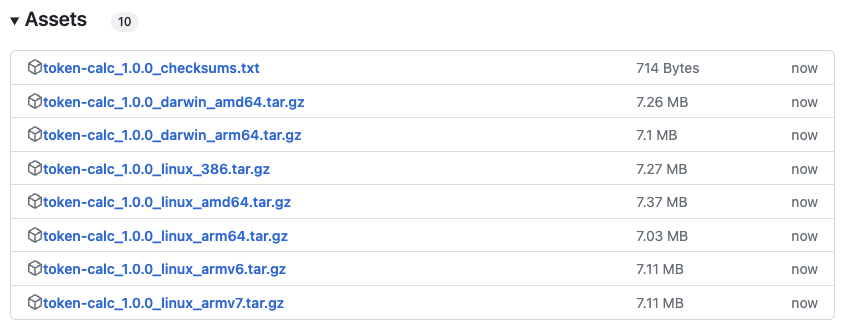 Assets 10
token-calc_1.0.0_checksums.txt 714 Bytes now
token-calc_1.0.0_darwin_amd64.tar.gz 7.26 MB now
token-calc_1.0.0_darwin_arm64.tar.gz 7.1 MB now
token-calc_1.0.0_linux_386.tar.gz 7.27 MB now
token-calc_1.0.0_linux_amd64.tar.gz 7.37 MB now
token-calc_1.0.0_linux_arm64.tar.gz 7.03 MB now
token-calc_1.0.0_linux_armv6.tar.gz 7.11 MB now
token-calc_1.0.0_linux_armv7.tar.gz 7.11 MB now